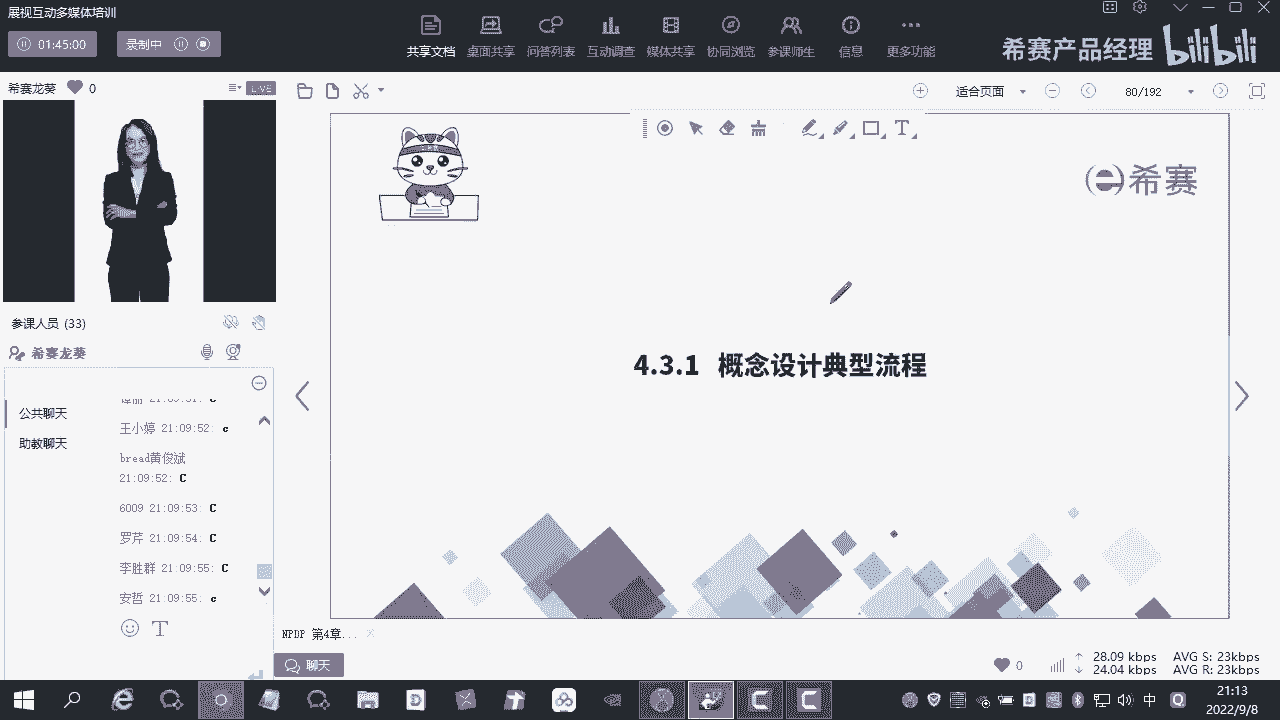 展视互动多媒体培训
01:45:00
录制中
共享文档
桌面共享
问答列表
互动调查
媒体共享
协同浏览
参课师生
信息
更多功能
希赛产品经理
bilibili
希赛龙葵
0
LIVE
适合页面
80/192
希赛
4.3.1 概念设计典型流程
参课人员 (33)
希赛龙葵
公共聊天
助教聊天
王小婷 21:09:52: c
bread黄俊斌
21:09:52: C
6009 21:09:53: C
罗芹 21:09:54: C
李胜群 21:09:55: C
安哲 21:09:55: c
NPDP 第4章...
聊天
0
28.09 kbps
AVG S: 23kbps
24.04 kbps
AVG R: 23kbps
中
21:13
2022/9/8